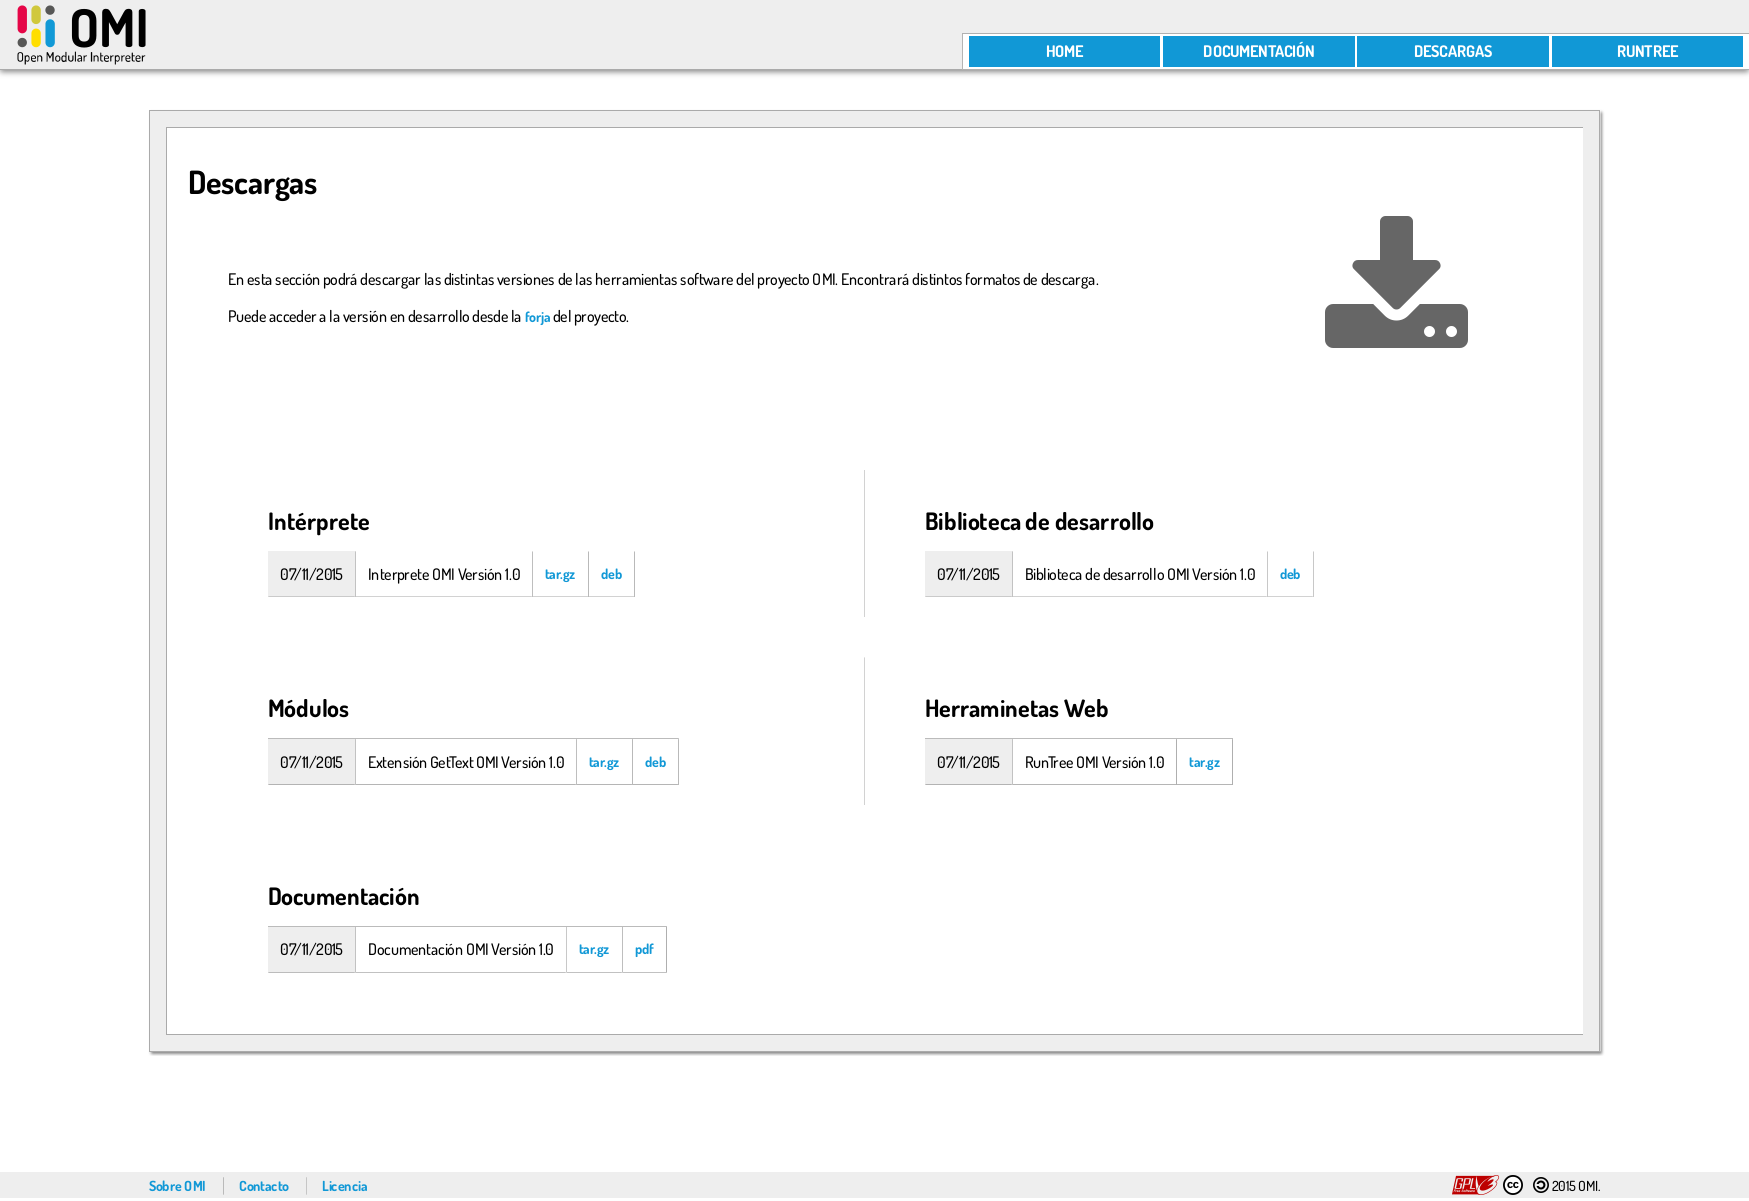 OMI
Open Modular Interpreter
HOME
DOCUMENTACIÓN
DESCARGAS
RUNTREE
Descargas
En esta sección podrá descargar las distintas versiones de las herramientas software del proyecto OMI. Encontrará distintos formatos de descarga.
Puede acceder a la versión en desarrollo desde la forja del proyecto.
Intérprete
07/11/2015 Interprete OMI Versión 1.0 tar.gz deb
Biblioteca de desarrollo
07/11/2015 Biblioteca de desarrollo OMI Versión 1.0 deb
Módulos
07/11/2015 Extensión GetText OMI Versión 1.0 tar.gz deb
Herraminetas Web
07/11/2015 RunTree OMI Versión 1.0 tar.gz
Documentación
07/11/2015 Documentación OMI Versión 1.0 tar.gz pdf
Sobre OMI
Contacto
Licencia
GPLv3
cc
2015 OMI.